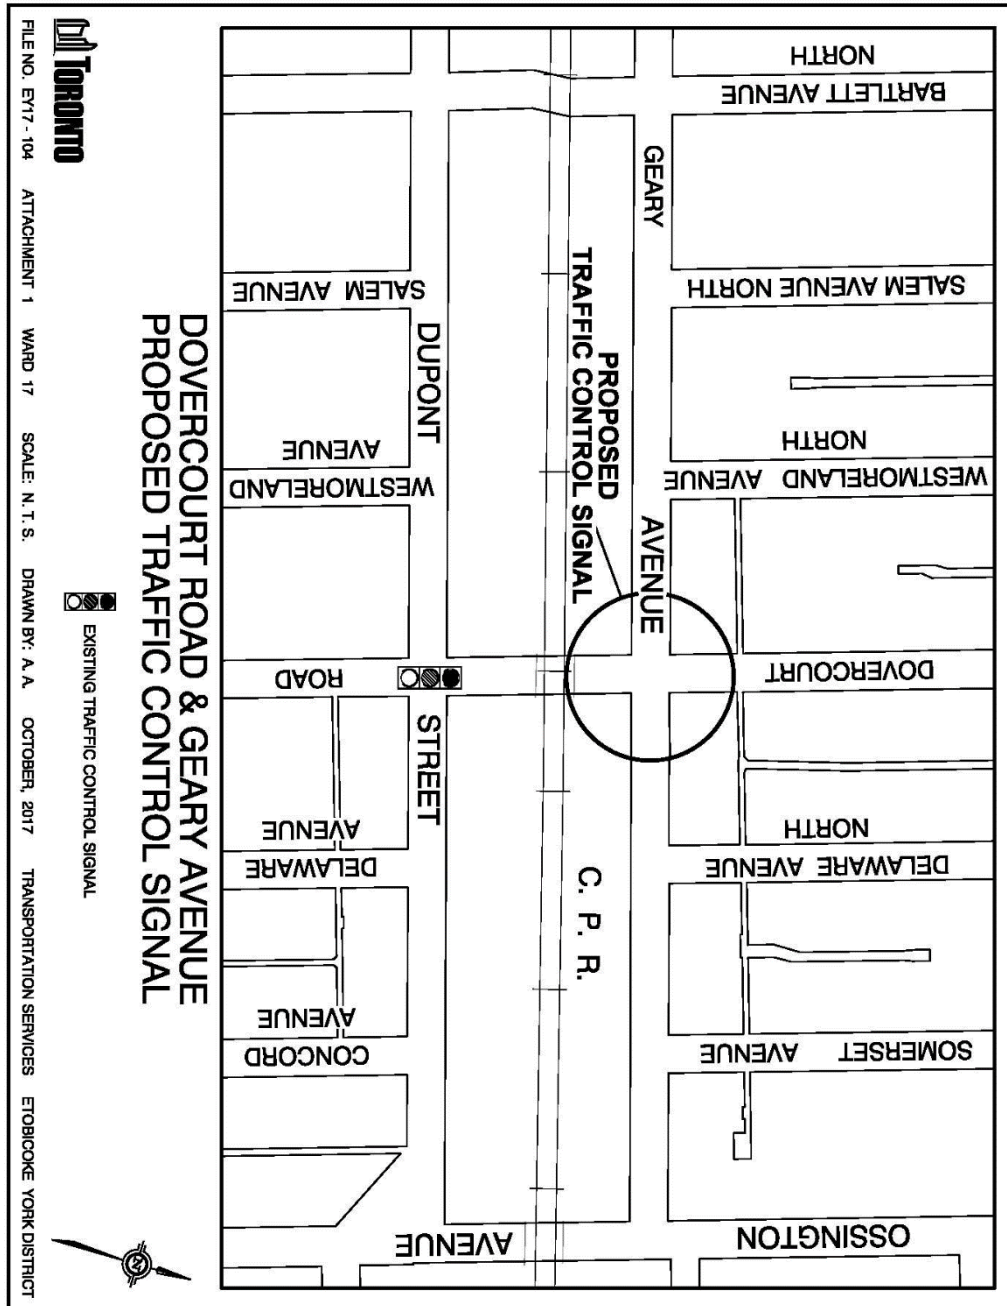 NORTH
BARTLETT AVENUE
GEARY
SALEM AVENUE
SALEM AVENUE NORTH
DUPONT
PROPOSED
TRAFFIC CONTROL SIGNAL
AVENUE
WESTMORELAND
NORTH
WESTMORELAND AVENUE
AVENUE
ROAD
DOVERCOURT
STREET
AVENUE
DELAWARE
NORTH
DELAWARE AVENUE
C. P. R.
AVENUE
CONCORD
SOMERSET AVENUE
AVENUE
OSSINGTON
DOVERCOURT ROAD & GEARY AVENUE
PROPOSED TRAFFIC CONTROL SIGNAL
EXISTING TRAFFIC CONTROL SIGNAL
N
TORONTO
FILE NO. EY17 - 104 ATTACHMENT 1 WARD 17 SCALE: N. T. S. DRAWN BY: A. A. OCTOBER, 2017 TRANSPORTATION SERVICES ETOBICOKE YORK DISTRICT